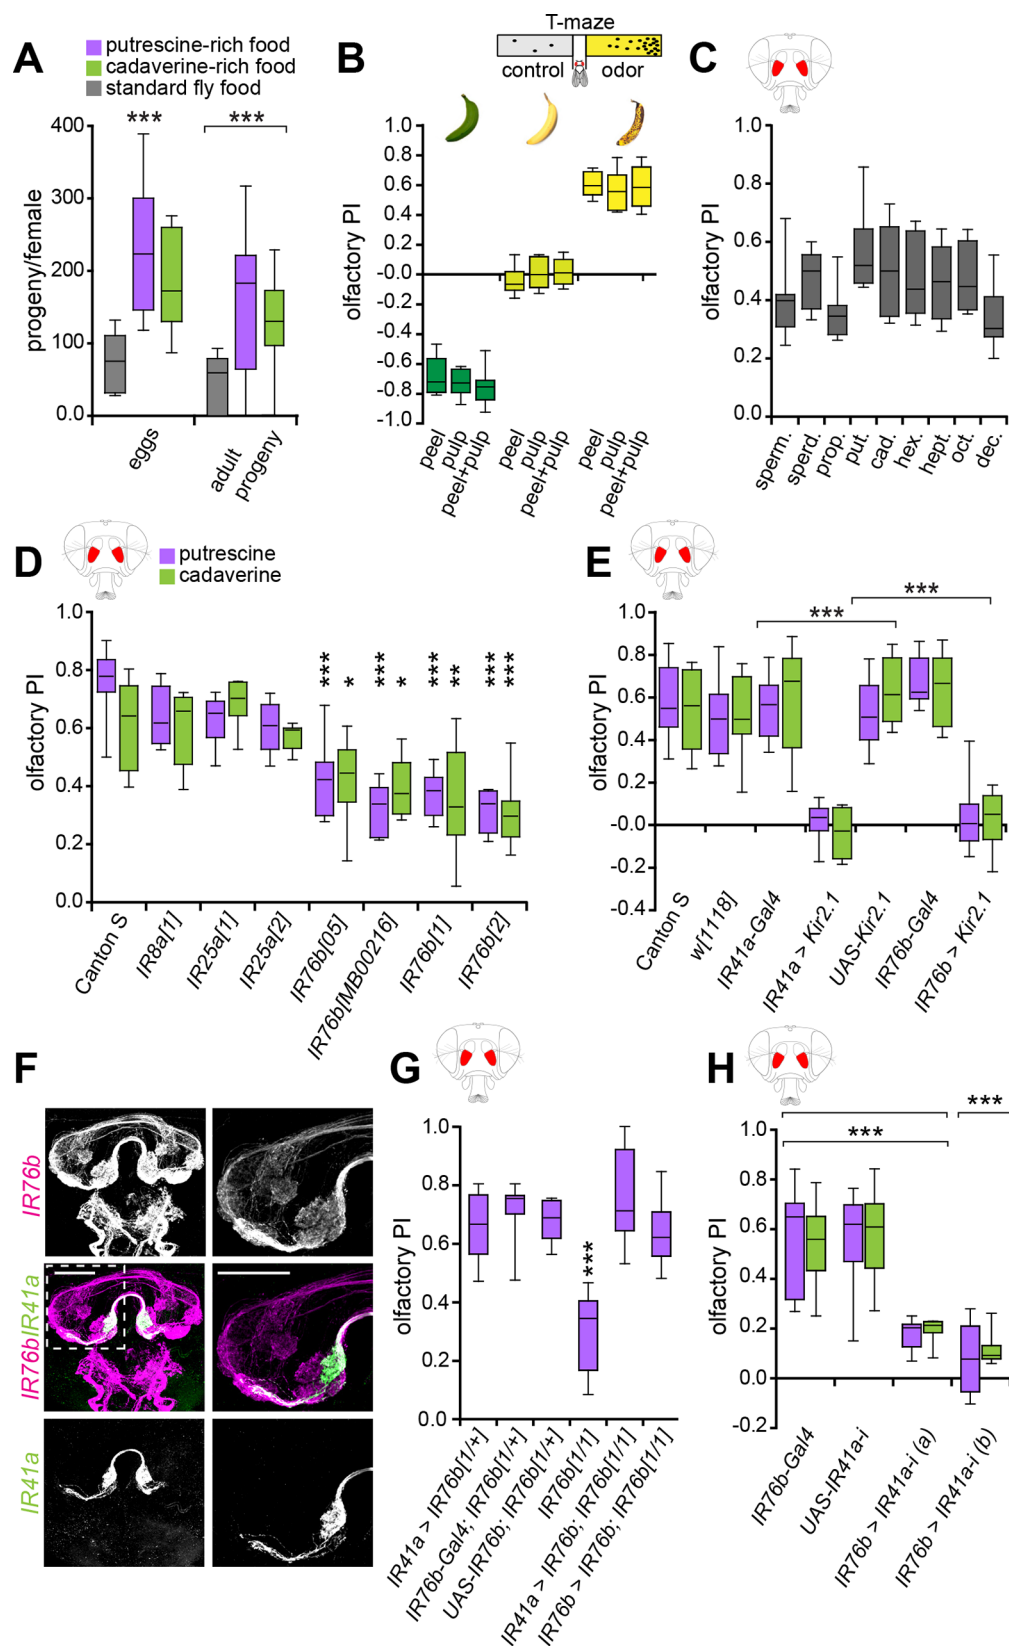 A
putrescine-rich food
cadaverine-rich food
standard fly food
progeny/female
400
300
200
100
0.0
***
***
eggs
adult
progeny
B
T-maze
control
odor
olfactory PI
1.0
0.8
0.6
0.4
0.2
-0.0
-0.2
-0.4
-0.6
-0.8
-1.0
peel
pulp
peel+pulp
peel
pulp
peel+pulp
peel
pulp
peel+pulp
C
olfactory PI
1.0
0.8
0.6
0.4
0.2
0.0
sperm.
sperd.
prop.
put.
cad.
hex.
hept.
oct.
dec.
D
putrescine
cadaverine
olfactory PI
1.0
0.8
0.6
0.4
0.2
0.0
***
*
***
*
***
**
***
***
Canton S
IR8a[1]
IR25a[1]
IR25a[2]
IR76b[05]
IR76b[MB00216]
IR76b[1]
IR76b[2]
E
olfactory PI
1.0
0.8
0.6
0.4
0.2
-0.0
-0.2
-0.4
***
***
Canton S
w[1118]
IR41a-Gal4
IR41a > Kir2.1
UAS-Kir2.1
IR76b-Gal4
IR76b > Kir2.1
F
IR76b
IR76bIR41a
IR41a
G
olfactory PI
1.0
0.8
0.6
0.4
0.2
0.0
***
IR41a > IR76b[1/+]
IR76b-Gal4; IR76b[1/+]
UAS-IR76b; IR76b[1/+]
IR76b[1/1]
IR41a > IR76b; IR76b[1/1]
IR76b > IR76b; IR76b[1/1]
H
olfactory PI
1.0
0.8
0.6
0.4
0.2
0.0
-0.2
***
***
IR76b-Gal4
UAS-IR41a-i
IR76b > IR41a-i (a)
IR76b > IR41a-i (b)